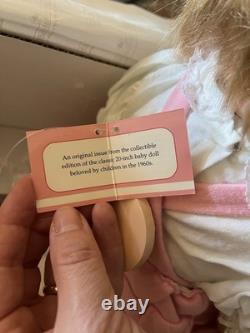 An original issue from the collectible
edition of the classic 20-inch baby doll
beloved by children in the 1960s.